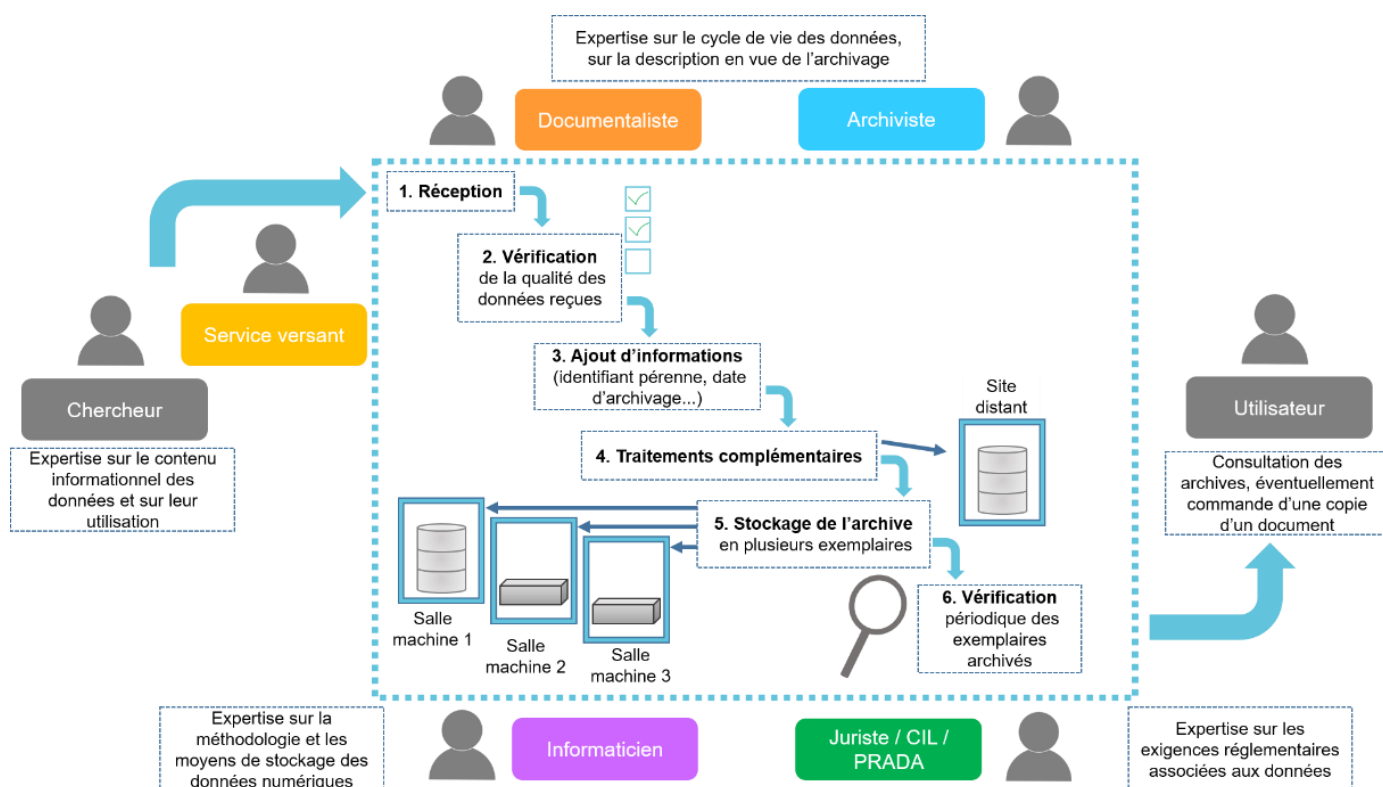 Expertise sur le cycle de vie des données,
sur la description en vue de l’archivage
Documentaliste
Archiviste
1. Réception
2. Vérification
de la qualité des
données reçues
Service versant
3. Ajout d’informations
(identifiant pérenne, date
d’archivage...)
Chercheur
Expertise sur le contenu
informationnel des
données et sur leur
utilisation
Site
distant
Utilisateur
Consultation des
archives, éventuellement
commande d’une copie
d’un document
4. Traitements complémentaires
5. Stockage de l’archive
en plusieurs exemplaires
6. Vérification
périodique des
exemplaires
archivés
Salle
machine 1
Salle
machine 2
Salle
machine 3
Expertise sur la
méthodologie et les
moyens de stockage des
données numériques
Informaticien
Juriste / CIL /
PRADA
Expertise sur les
exigences réglementaires
associées aux données